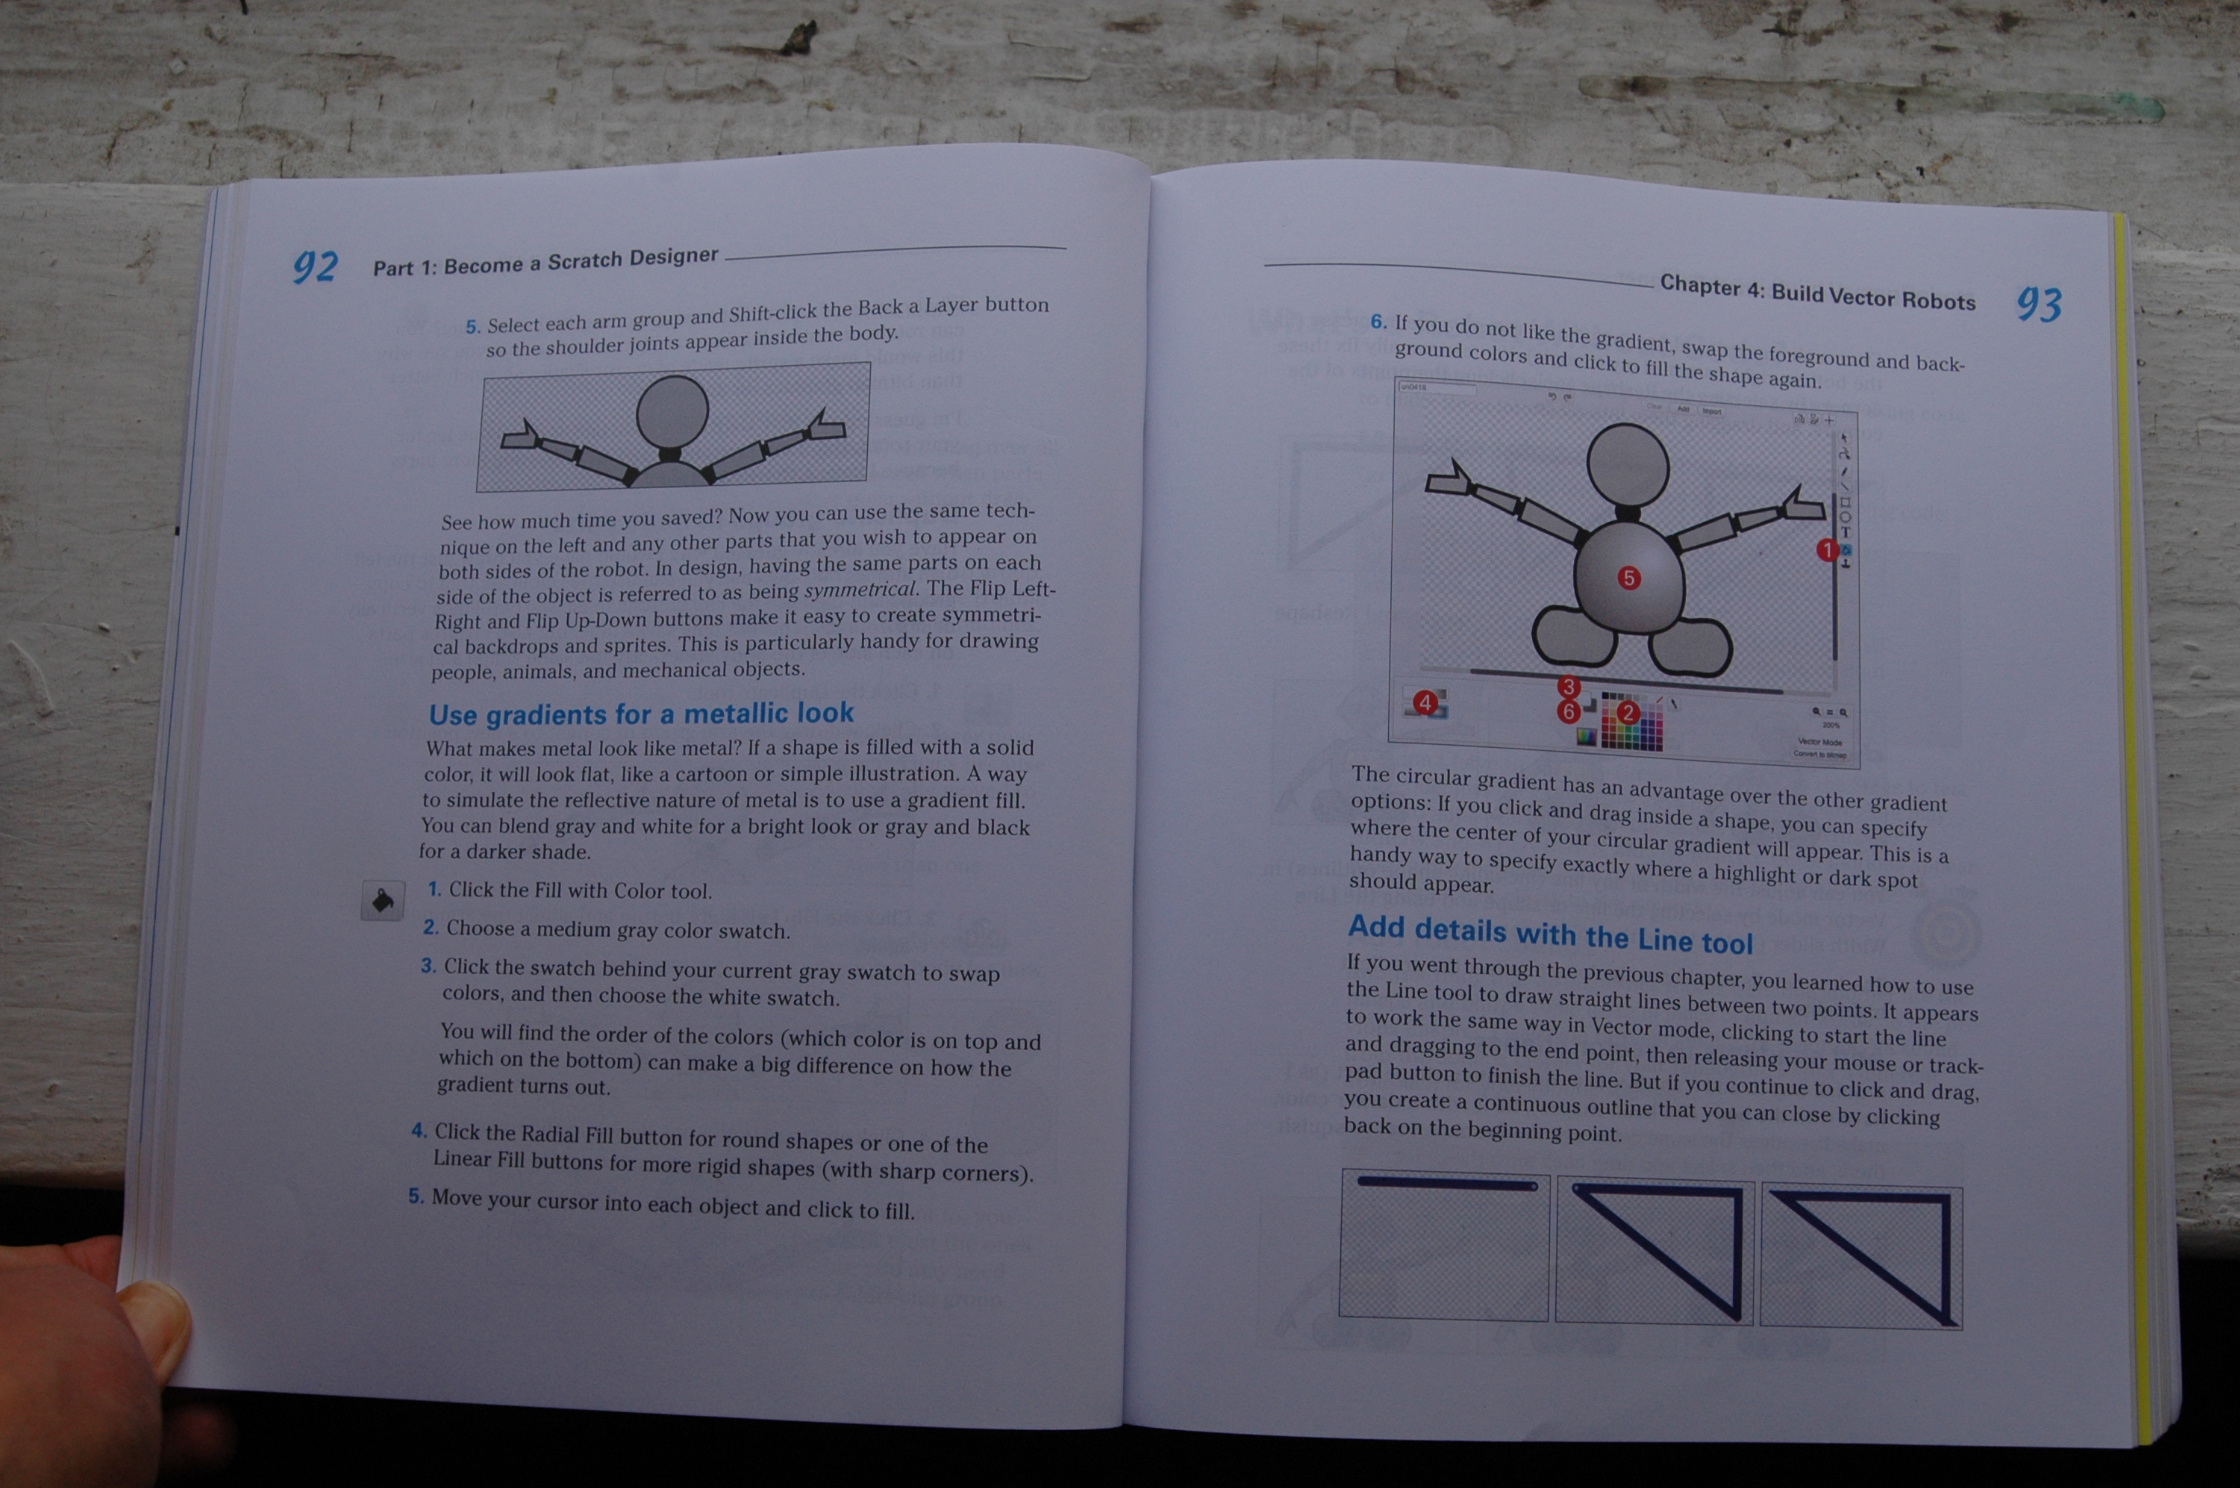 92 Part 1: Become a Scratch Designer
5. Select each arm group and Shift-click the Back a Layer button
so the shoulder joints appear inside the body.
See how much time you saved? Now you can use the same tech-
nique on the left and any other parts that you wish to appear on
both sides of the robot. In design, having the same parts on each
side of the object is referred to as being symmetrical. The Flip Left-
Right and Flip Up-Down buttons make it easy to create symmetri-
cal backdrops and sprites. This is particularly handy for drawing
people, animals, and mechanical objects.
Use gradients for a metallic look
What makes metal look like metal? If a shape is filled with a solid
color, it will look flat, like a cartoon or simple illustration. A way
to simulate the reflective nature of metal is to use a gradient fill.
You can blend gray and white for a bright look or gray and black
for a darker shade.
1. Click the Fill with Color tool.
2. Choose a medium gray color swatch.
3. Click the swatch behind your current gray swatch to swap
colors, and then choose the white swatch.
You will find the order of the colors (which color is on top and
which on the bottom) can make a big difference on how the
gradient turns out.
4. Click the Radial Fill button for round shapes or one of the
Linear Fill buttons for more rigid shapes (with sharp corners).
5. Move your cursor into each object and click to fill.
Chapter 4: Build Vector Robots 93
6. If you do not like the gradient, swap the foreground and back-
ground colors and click to fill the shape again.
Add Import
T
1
5
3
4 6 2
200%
Vector Mode
Convert to bitmap
The circular gradient has an advantage over the other gradient
options: If you click and drag inside a shape, you can specify
where the center of your circular gradient will appear. This is a
handy way to specify exactly where a highlight or dark spot
should appear.
Add details with the Line tool
If you went through the previous chapter, you learned how to use
the Line tool to draw straight lines between two points. It appears
to work the same way in Vector mode, clicking to start the line
and dragging to the end point, then releasing your mouse or track-
pad button to finish the line. But if you continue to click and drag,
you create a continuous outline that you can close by clicking
back on the beginning point.